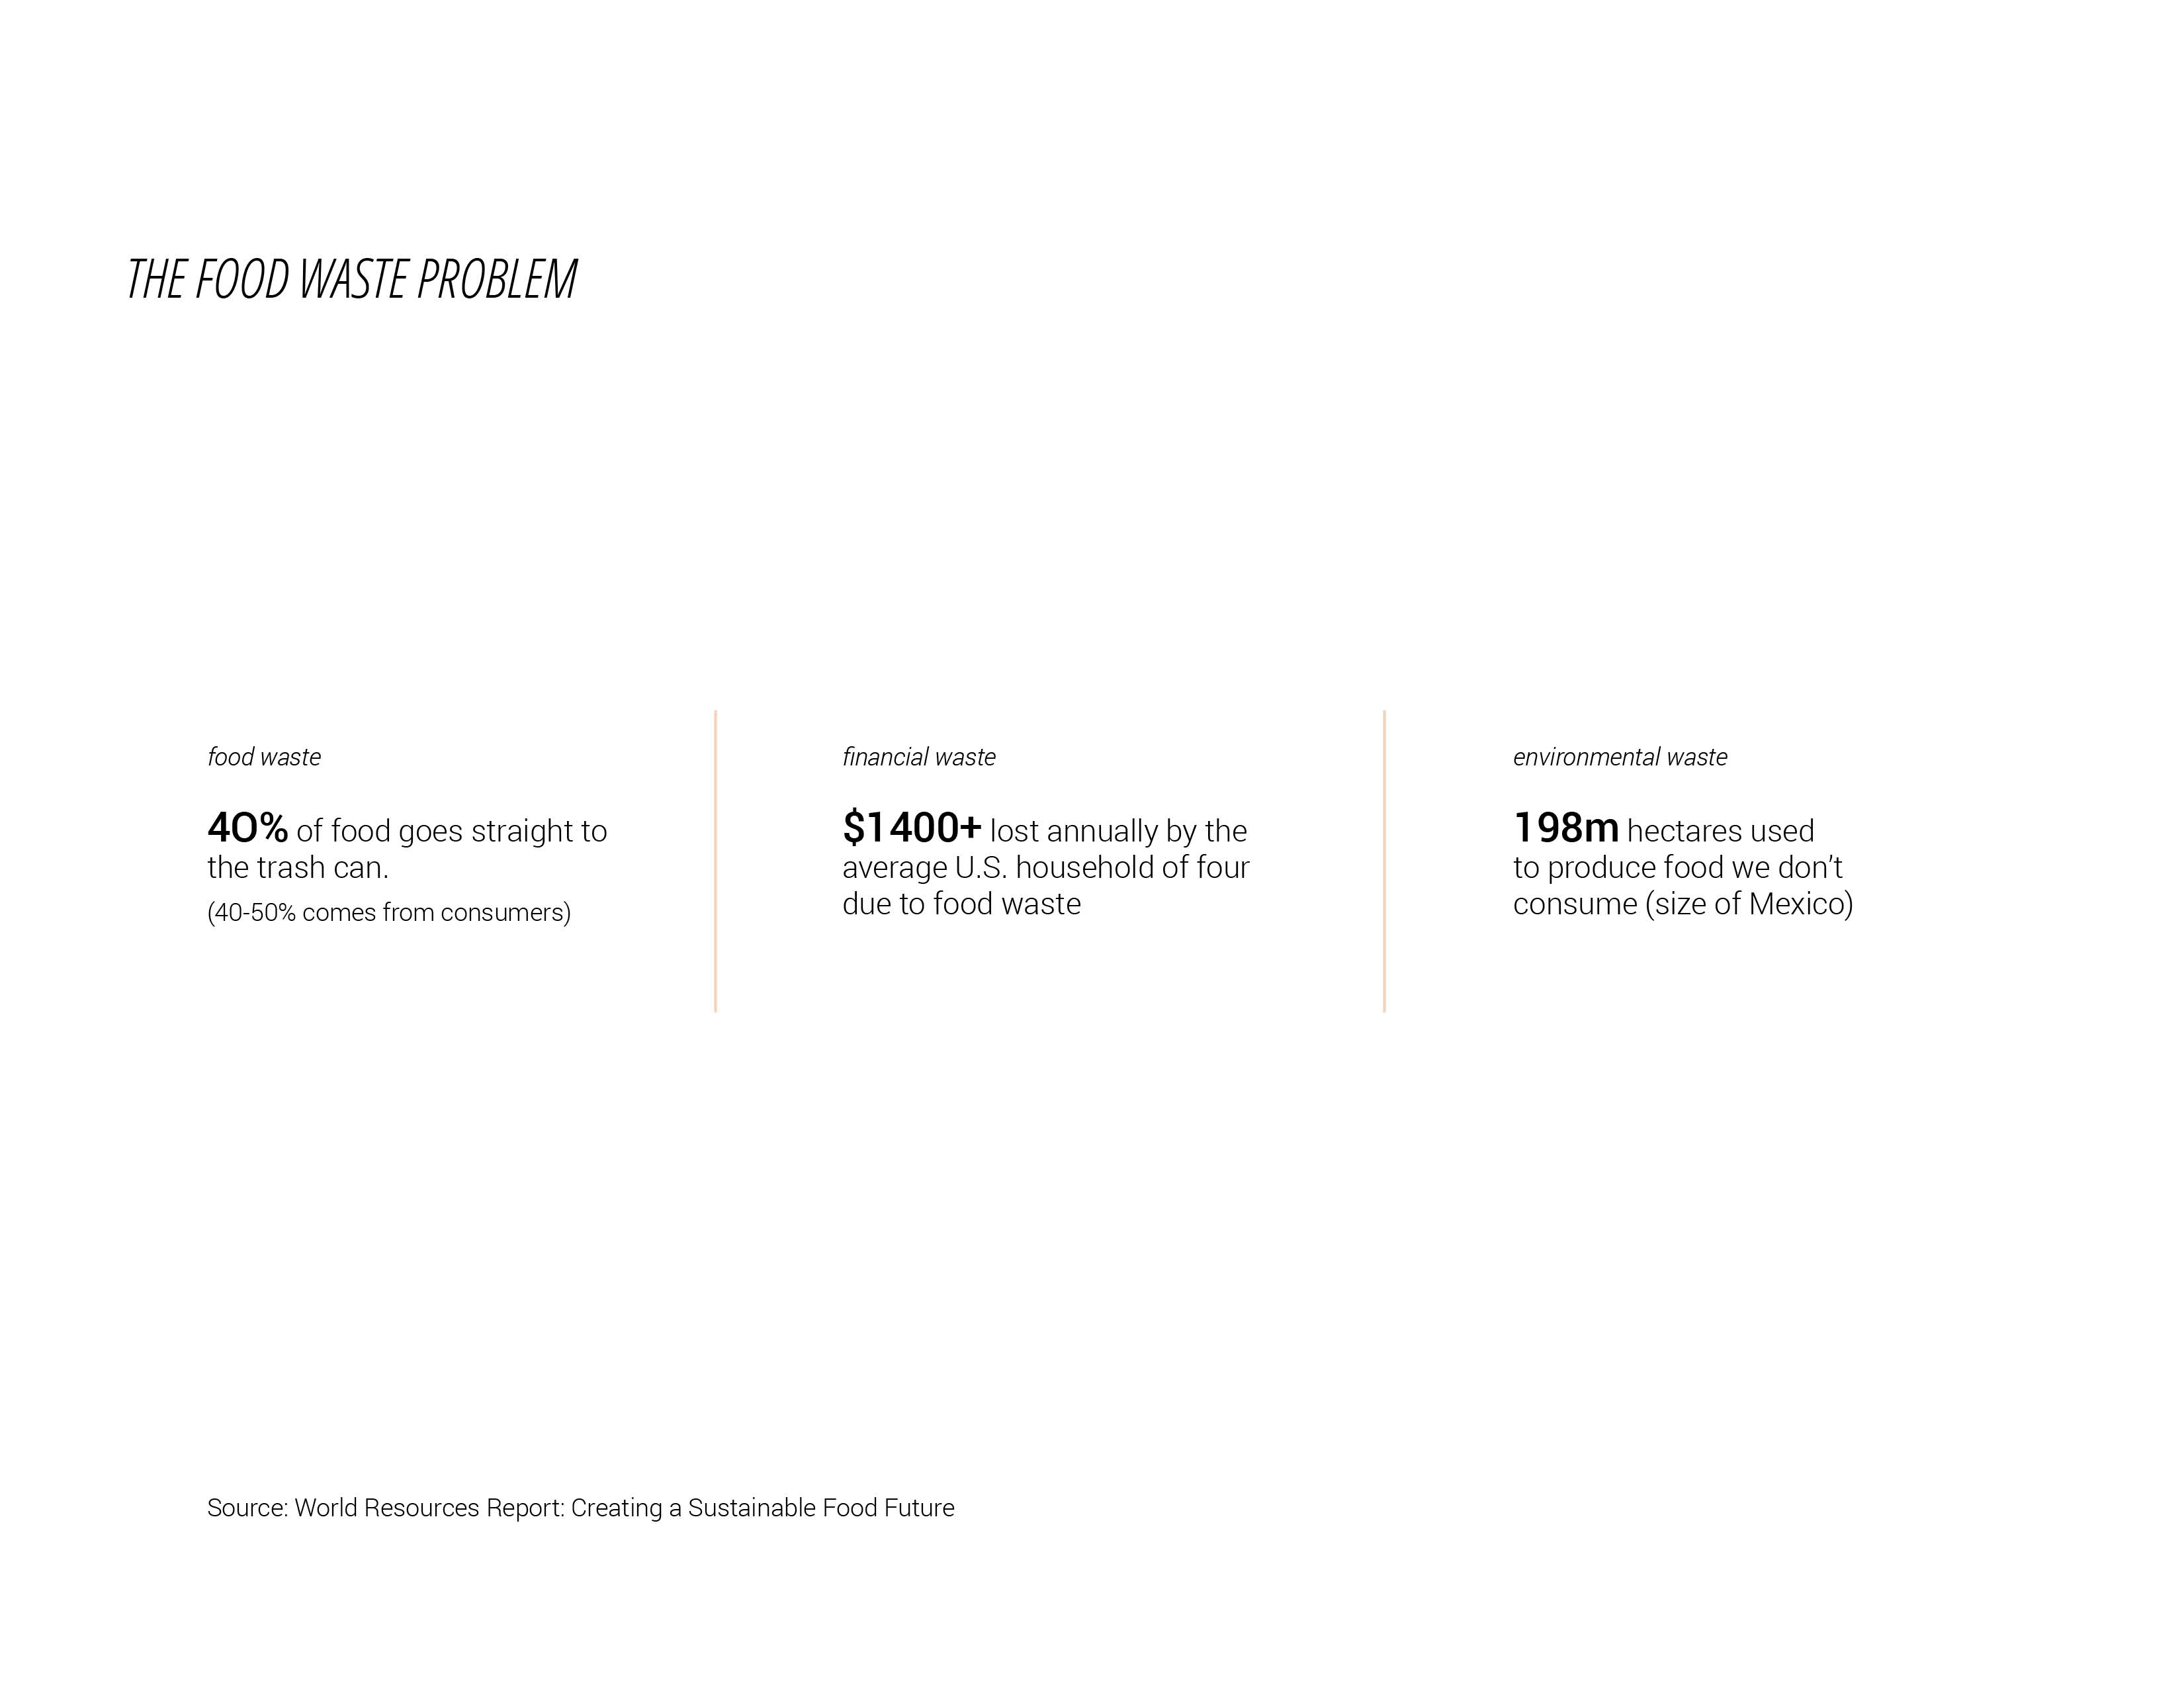 THE FOOD WASTE PROBLEM
food waste
40% of food goes straight to
the trash can.
(40-50% comes from consumers)
financial waste
$1400+ lost annually by the
average U.S. household of four
due to food waste
environmental waste
198m hectares used
to produce food we don’t
consume (size of Mexico)
Source: World Resources Report: Creating a Sustainable Food Future